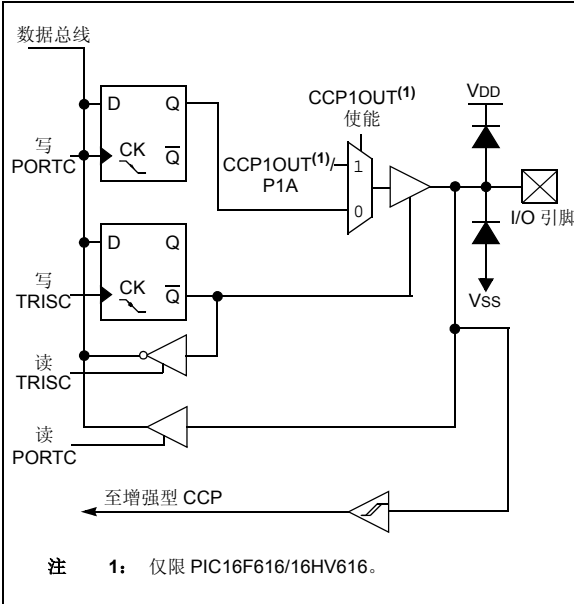 数据总线
D Q
CK Q
写
PORTC
CCP1OUT(1)
使能
CCP1OUT(1)/
P1A
1
0
VDD
I/O 引脚
VSS
D Q
CK Q
写
TRISC
读
TRISC
读
PORTC
至增强型 CCP
注 1: 仅限 PIC16F616/16HV616。